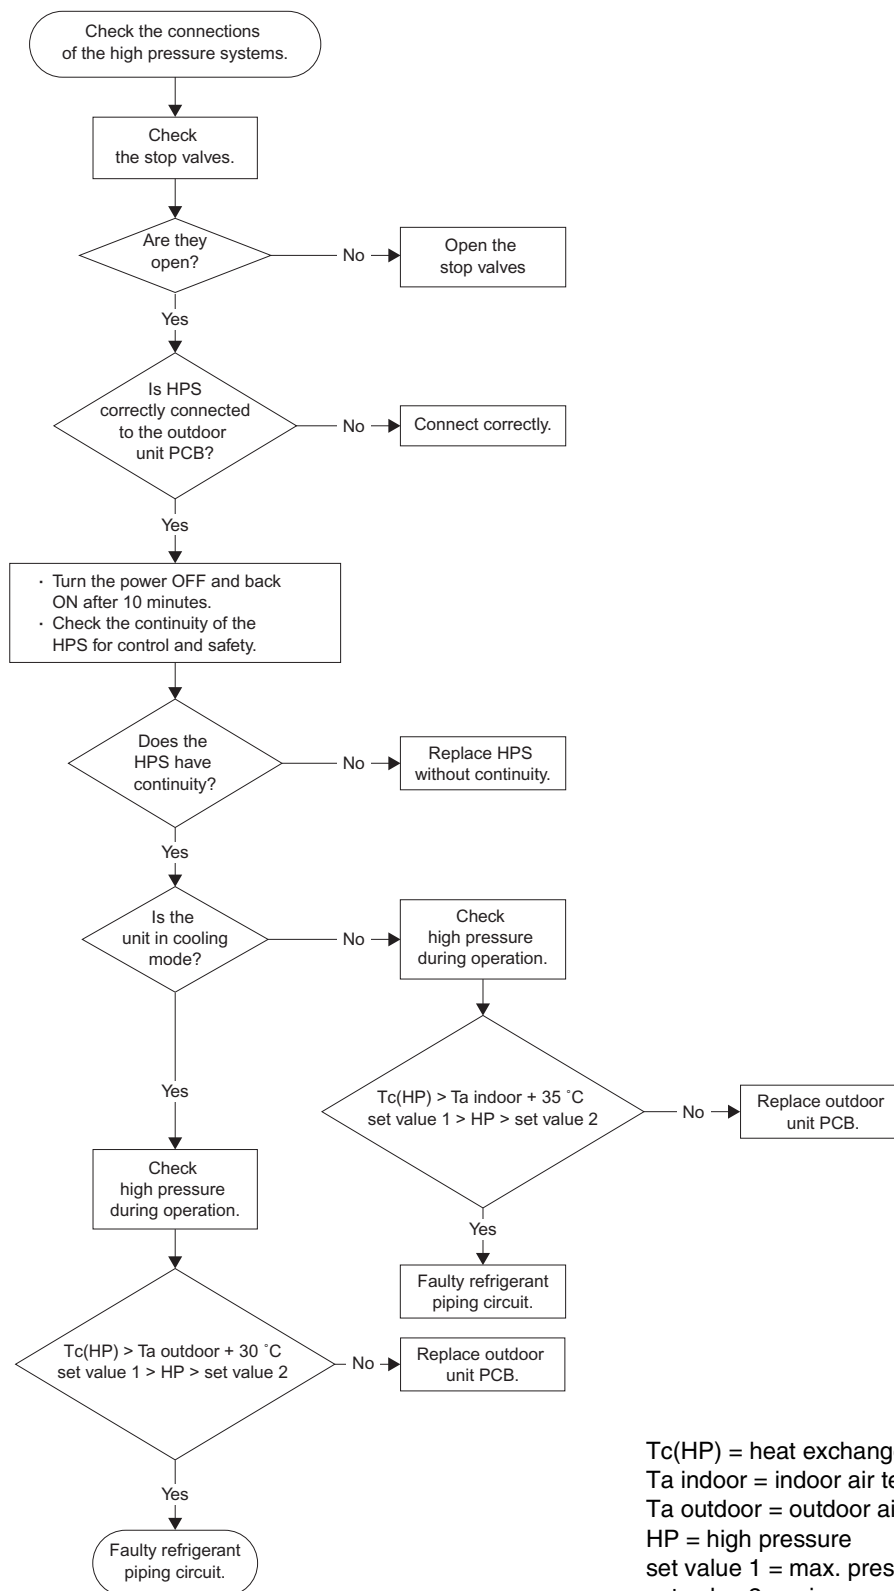 Check the connections
of the high pressure systems.
Check
the stop valves.
Are they
open?
No
Open the
stop valves
Yes
Is HPS
correctly connected
to the outdoor
unit PCB?
No
Connect correctly.
Yes
· Turn the power OFF and back
ON after 10 minutes.
· Check the continuity of the
HPS for control and safety.
Does the
HPS have
continuity?
No
Replace HPS
without continuity.
Yes
Is the
unit in cooling
mode?
No
Check
high pressure
during operation.
Tc(HP) > Ta indoor + 35 ˚C
set value 1 > HP > set value 2
No
Replace outdoor
unit PCB.
Yes
Faulty refrigerant
piping circuit.
Yes
Check
high pressure
during operation.
Tc(HP) > Ta outdoor + 30 ˚C
set value 1 > HP > set value 2
No
Replace outdoor
unit PCB.
Yes
Faulty refrigerant
piping circuit.
Tc(HP) = heat exchang
Ta indoor = indoor air te
Ta outdoor = outdoor ai
HP = high pressure
set value 1 = max. pres